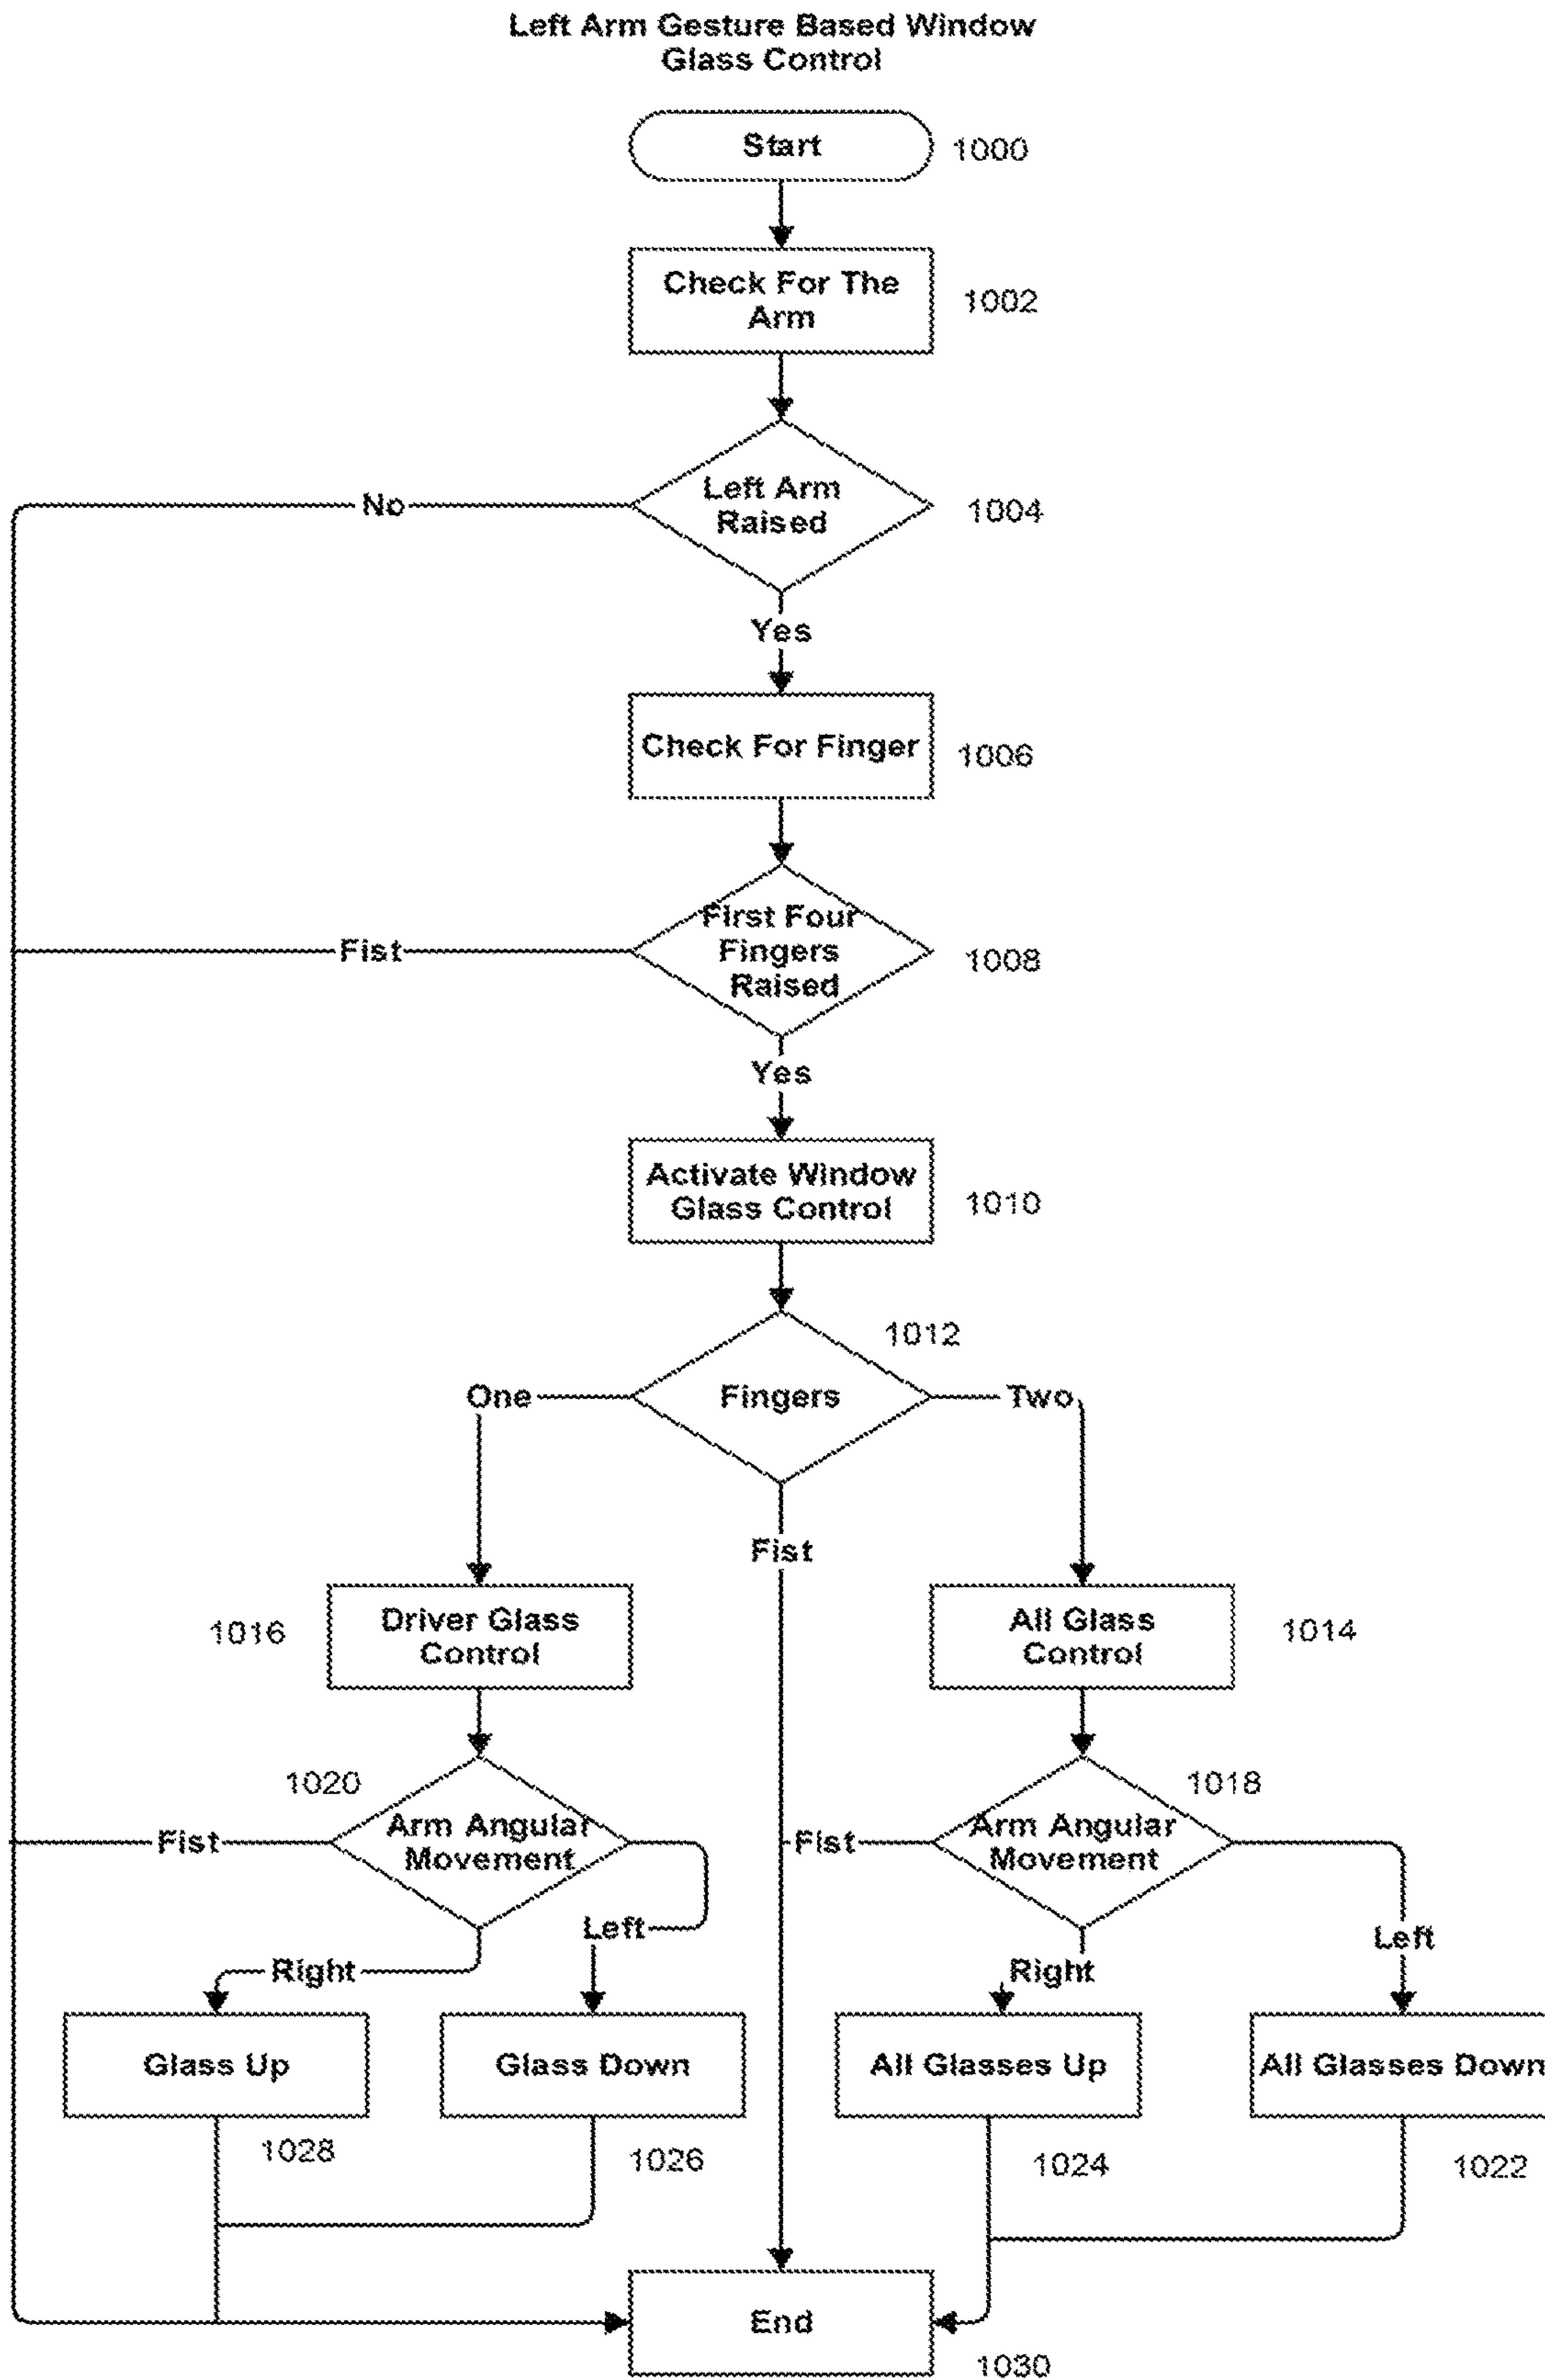 Left Arm Gesture Based Window
Glass Control
Start
1000
Check For The
Arm
1002
Left Arm
Raised
1004
No
Yes
Check For Finger
1006
First Four
Fingers
Raised
1008
Fist
Yes
Activate Window
Glass Control
1010
1012
One
Fingers
Two
Fist
1016
Driver Glass
Control
All Glass
Control
1014
1020
Arm Angular
Movement
Fist
1018
Arm Angular
Movement
Fist
Left
Right
Left
Right
Glass Up
Glass Down
All Glasses Up
All Glasses Down
1028
1026
1024
1022
End
1030